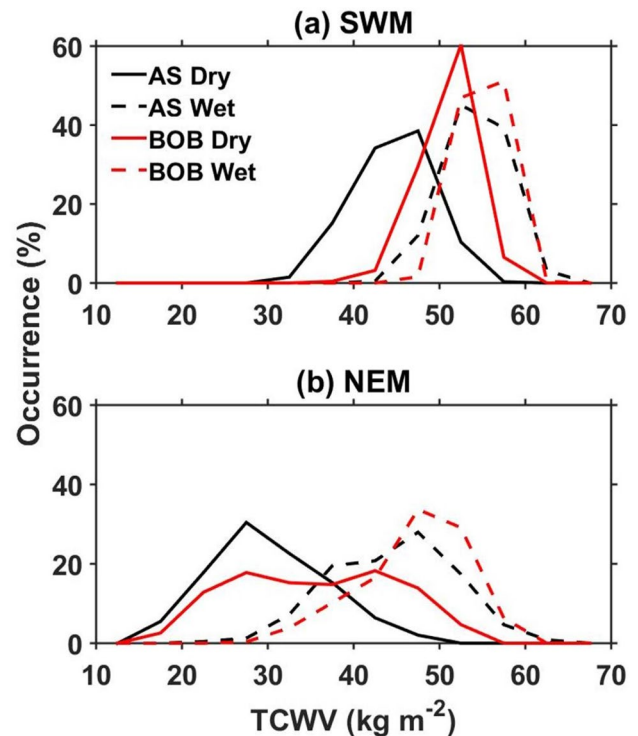 (a) SWM
60
40
20
0
AS Dry
AS Wet
BOB Dry
BOB Wet
10 20 30 40 50 60 70
Occurrence (%)
(b) NEM
60
40
20
0
10 20 30 40 50 60 70
TCWV (kg m⁻²)